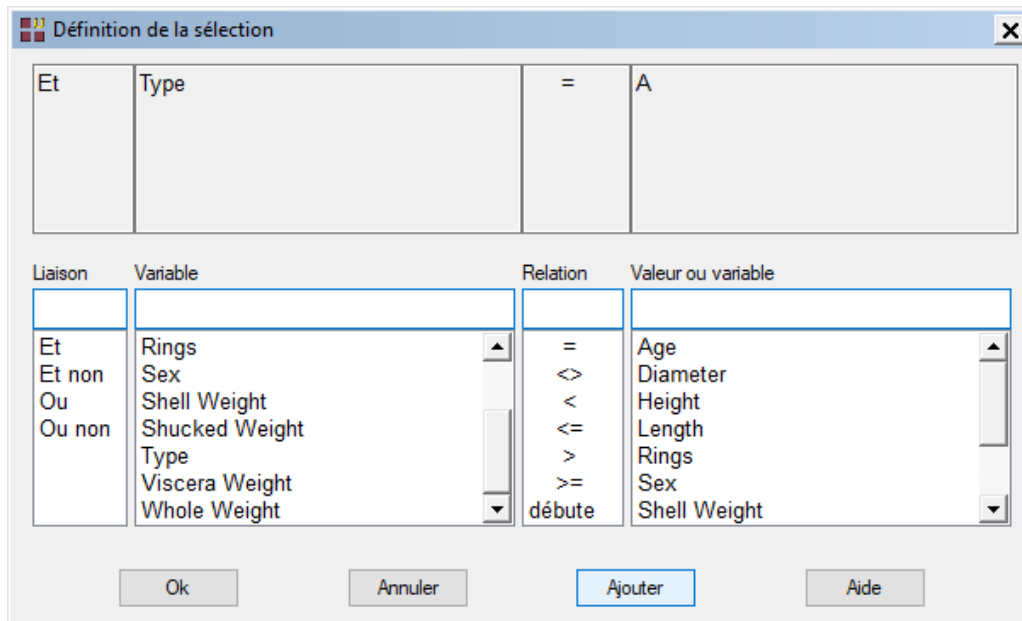 Définition de la sélection
Et Type = A
Liaison Variable Relation Valeur ou variable
Et Rings = Age
Et non Sex <> Diameter
Ou Shell Weight < Height
Ou non Shucked Weight <= Length
Type > Rings
Viscera Weight >= Sex
Whole Weight débute Shell Weight
Ok Annuler Ajouter Aide